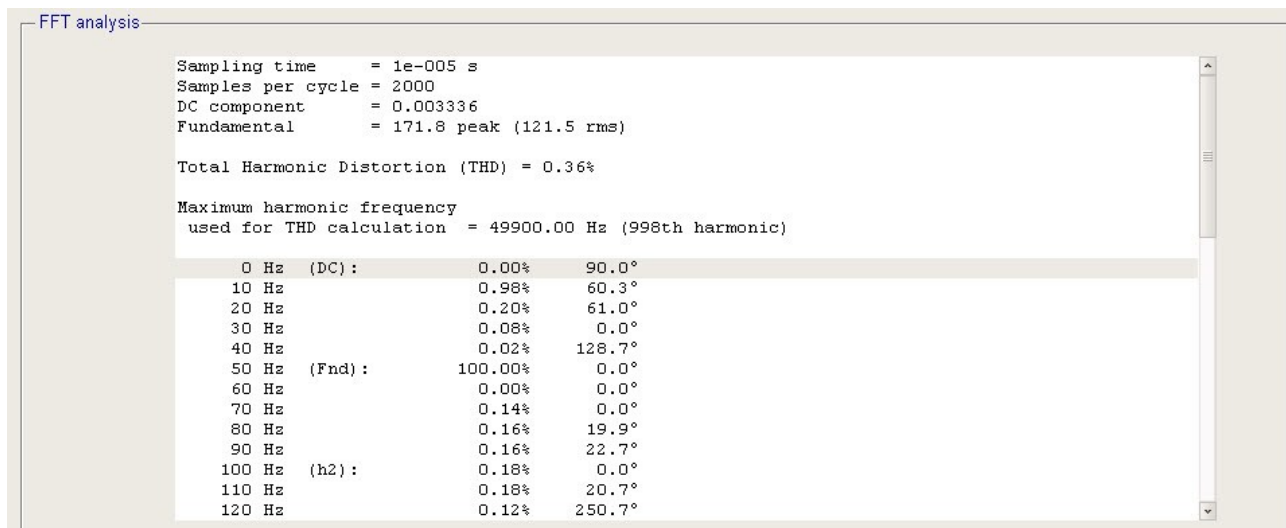 FFT analysis
Sampling time = 1e-005 s
Samples per cycle = 2000
DC component = 0.003336
Fundamental = 171.8 peak (121.5 rms)
Total Harmonic Distortion (THD) = 0.36%
Maximum harmonic frequency
used for THD calculation = 49900.00 Hz (998th harmonic)
0 Hz (DC): 0.00% 90.0°
10 Hz 0.98% 60.3°
20 Hz 0.20% 61.0°
30 Hz 0.08% 0.0°
40 Hz 0.02% 128.7°
50 Hz (Fnd): 100.00% 0.0°
60 Hz 0.00% 0.0°
70 Hz 0.14% 0.0°
80 Hz 0.16% 19.9°
90 Hz 0.16% 22.7°
100 Hz (h2): 0.18% 0.0°
110 Hz 0.18% 20.7°
120 Hz 0.12% 250.7°